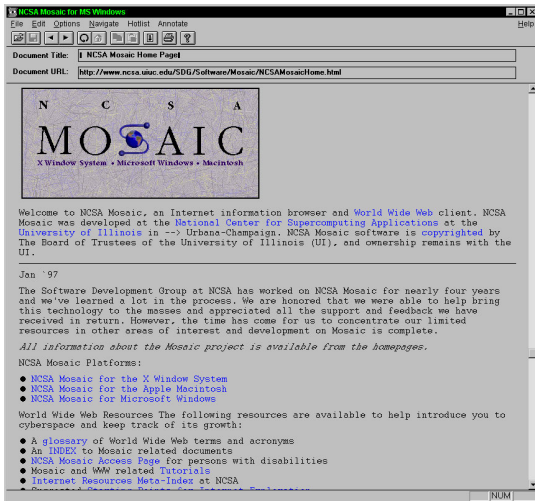 NCSA Mosaic for MS Windows
File Edit Options Navigate Hotlist Annotate Help
Document Title: NCSA Mosaic Home Page
Document URL: http://www.ncsa.uiuc.edu/SDG/Software/Mosaic/NCSAMosaicHome.html
N C S A
MOSAIC
X Window System • Microsoft Windows • Macintosh
Welcome to NCSA Mosaic, an Internet information browser and World Wide Web client. NCSA
Mosaic was developed at the National Center for Supercomputing Applications at the
University of Illinois in --> Urbana-Champaign. NCSA Mosaic software is copyrighted by
The Board of Trustees of the University of Illinois (UI), and ownership remains with the
UI.
Jan `97
The Software Development Group at NCSA has worked on NCSA Mosaic for nearly four years
and we've learned a lot in the process. We are honored that we were able to help bring
this technology to the masses and appreciated all the support and feedback we have
received in return. However, the time has come for us to concentrate our limited
resources in other areas of interest and development on Mosaic is complete.
All information about the Mosaic project is available from the homepages.
NCSA Mosaic Platforms:
● NCSA Mosaic for the X Window System
● NCSA Mosaic for the Apple Macintosh
● NCSA Mosaic for Microsoft Windows
World Wide Web Resources The following resources are available to help introduce you to
cyberspace and keep track of its growth:
● A glossary of World Wide Web terms and acronyms
● An INDEX to Mosaic related documents
● NCSA Mosaic Access Page for persons with disabilities
● Mosaic and WWW related Tutorials
● Internet Resources Meta-Index at NCSA
● Suggested Starting Points for Internet Exploration
NUM